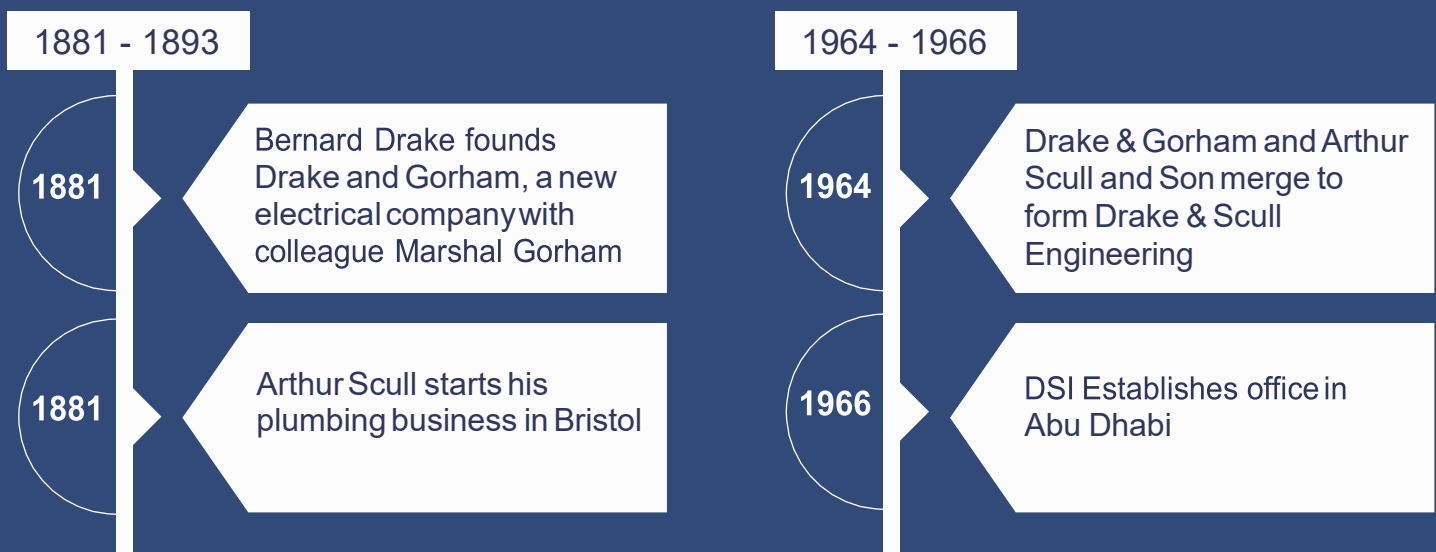 1881 - 1893
1881
Bernard Drake founds
Drake and Gorham, a new
electrical company with
colleague Marshal Gorham
1881
Arthur Scull starts his
plumbing business in Bristol
1964 - 1966
1964
Drake & Gorham and Arthur
Scull and Son merge to
form Drake & Scull
Engineering
1966
DSI Establishes office in
Abu Dhabi